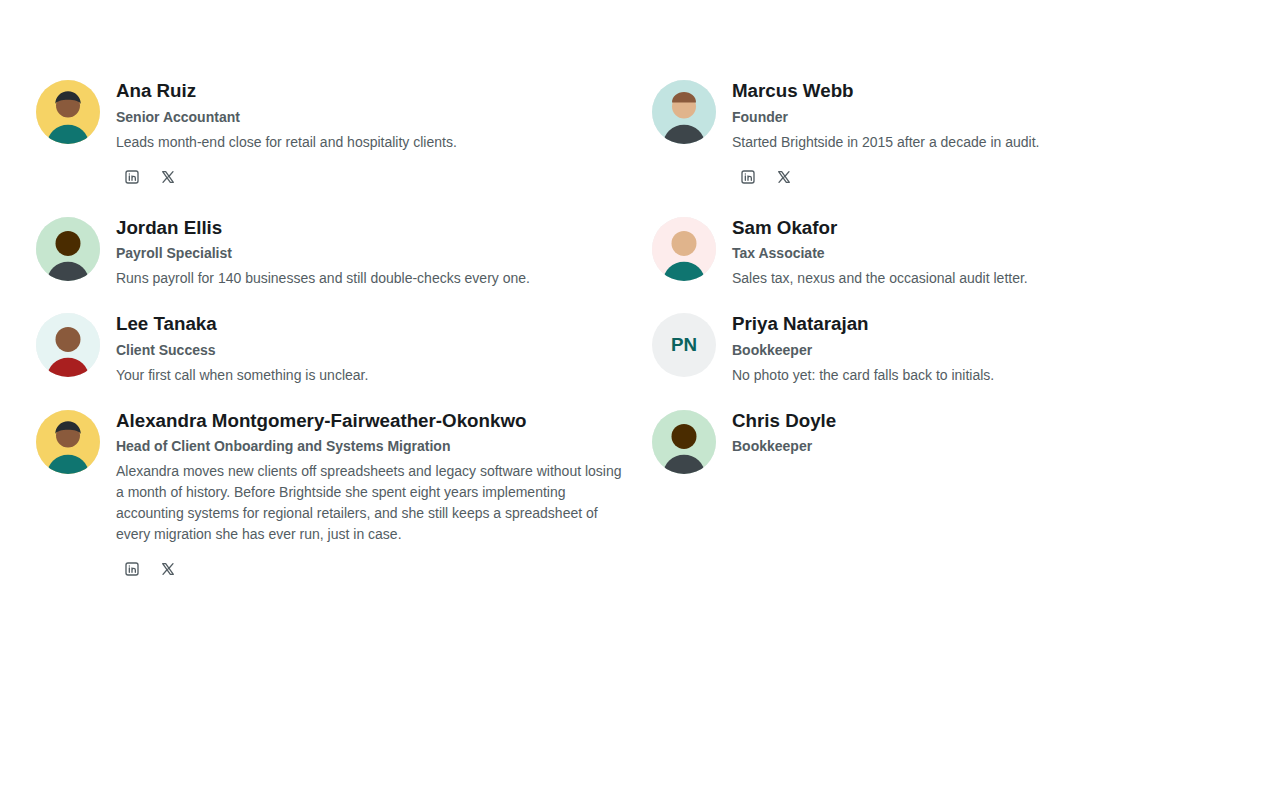 Ana Ruiz
Senior Accountant
Leads month-end close for retail and hospitality clients.
Marcus Webb
Founder
Started Brightside in 2015 after a decade in audit.
Jordan Ellis
Payroll Specialist
Runs payroll for 140 businesses and still double-checks every one.
Sam Okafor
Tax Associate
Sales tax, nexus and the occasional audit letter.
Lee Tanaka
Client Success
Your first call when something is unclear.
PN
Priya Natarajan
Bookkeeper
No photo yet: the card falls back to initials.
Alexandra Montgomery-Fairweather-Okonkwo
Head of Client Onboarding and Systems Migration
Alexandra moves new clients off spreadsheets and legacy software without losing
a month of history. Before Brightside she spent eight years implementing
accounting systems for regional retailers, and she still keeps a spreadsheet of
every migration she has ever run, just in case.
Chris Doyle
Bookkeeper